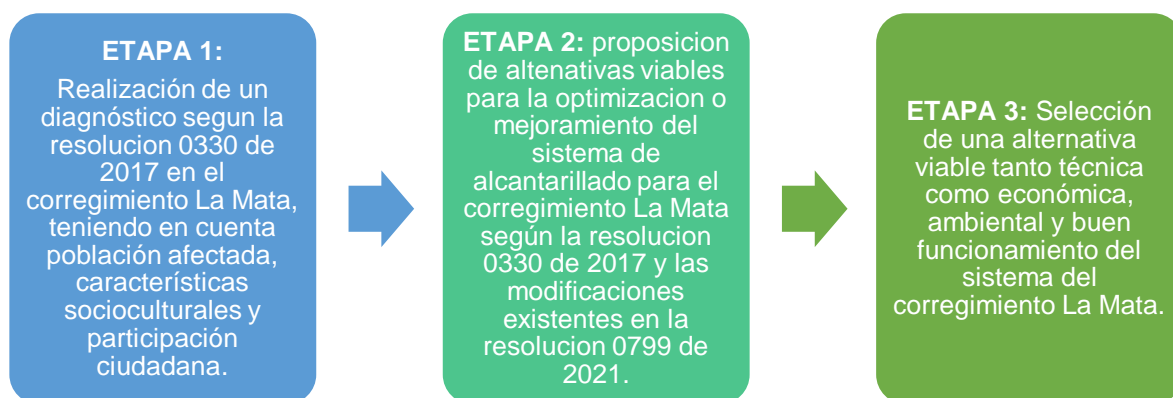 ETAPA 1:
Realización de un
diagnóstico segun la
resolucion 0330 de
2017 en el
corregimiento La Mata,
teniendo en cuenta
población afectada,
características
socioculturales y
participación
ciudadana.
ETAPA 2: proposicion
de altenativas viables
para la optimizacion o
mejoramiento del
sistema de
alcantarillado para el
corregimiento La Mata
según la resolucion
0330 de 2017 y las
modificaciones
existentes en la
resolucion 0799 de
2021.
ETAPA 3: Selección
de una alternativa
viable tanto técnica
como económica,
ambiental y buen
funcionamiento del
sistema del
corregimiento La Mata.